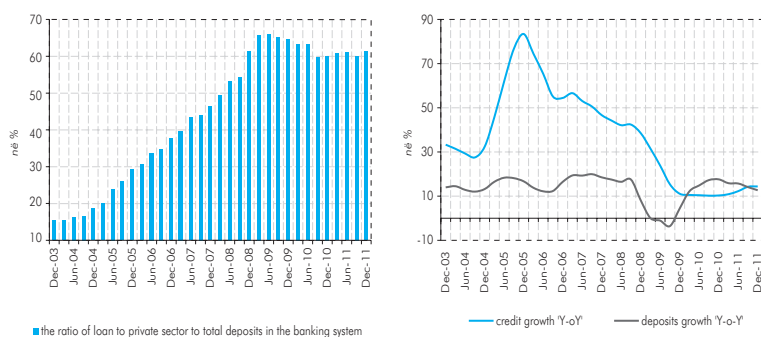 70
60
50
40
30
20
10
në %
Dec-03
Jun-04
Dec-04
Jun-05
Dec-05
Jun-06
Dec-06
Jun-07
Dec-07
Jun-08
Dec-08
Jun-09
Dec-09
Jun-10
Dec-10
Jun-11
Dec-11
the ratio of loan to private sector to total deposits in the banking system
90
70
50
30
10
-10
në %
Dec-03
Jun-04
Dec-04
Jun-05
Dec-05
Jun-06
Dec-06
Jun-07
Dec-07
Jun-08
Dec-08
Jun-09
Dec-09
Jun-10
Dec-10
Jun-11
Dec-11
credit growth 'Y-oY'
deposits growth 'Y-o-Y'